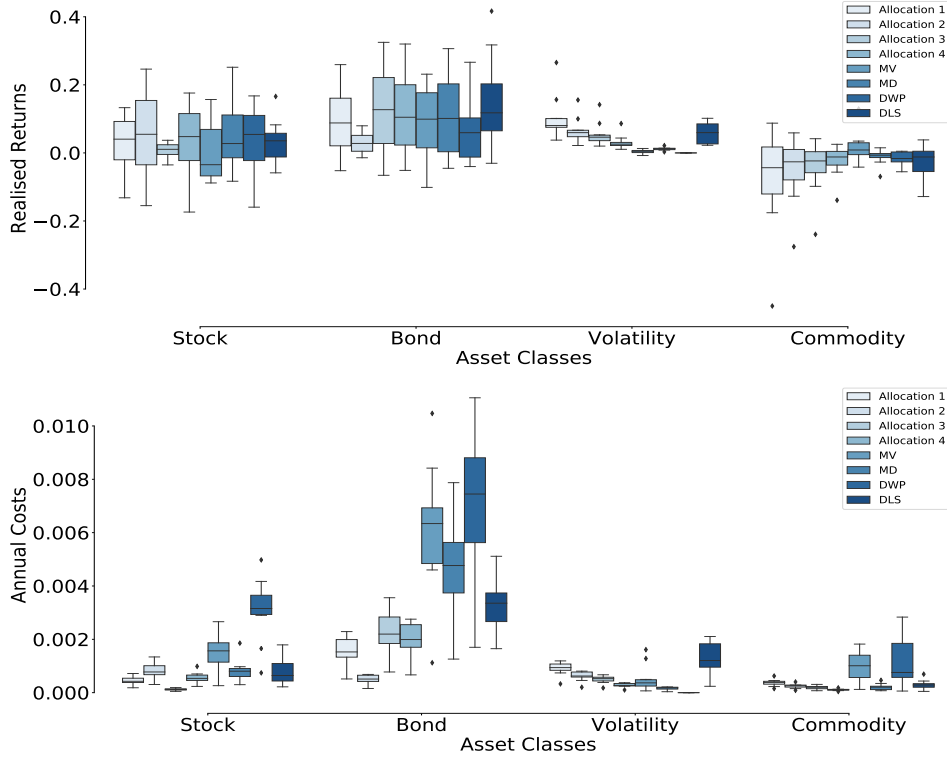 0.4
0.2
0.0
−0.2
−0.4
Realised Returns
Stock
Bond
Volatility
Commodity
Asset Classes
Allocation 1
Allocation 2
Allocation 3
Allocation 4
MV
MD
DWP
DLS
0.010
0.008
0.006
0.004
0.002
0.000
Annual Costs
Stock
Bond
Volatility
Commodity
Asset Classes
Allocation 1
Allocation 2
Allocation 3
Allocation 4
MV
MD
DWP
DLS